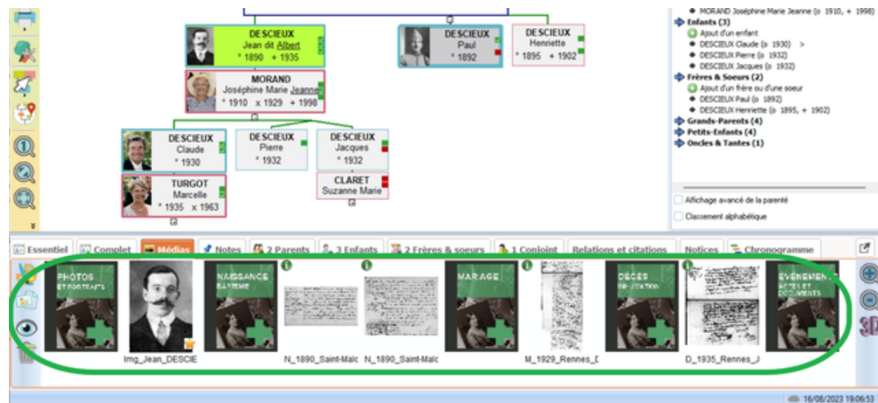 DESCIEUX
Jean dit Albert
° 1890 + 1935
MORAND
Joséphine Marie Jeanne
° 1910 x 1929 + 1998
DESCIEUX
Paul
° 1892
DESCIEUX
Henriette
° 1895 + 1902
DESCIEUX
Claude
° 1930
TURGOT
Marcelle
° 1935 x 1963
DESCIEUX
Pierre
° 1932
DESCIEUX
Jacques
° 1932
CLARET
Suzanne Marie
MORAND Joséphine Marie Jeanne (o 1910, + 1998)
Enfants (3)
Ajout d'un enfant
DESCIEUX Claude (o 1930) >
DESCIEUX Pierre (o 1932)
DESCIEUX Jacques (o 1932)
Frères & Soeurs (2)
Ajout d'un frère ou d'une soeur
DESCIEUX Paul (o 1892)
DESCIEUX Henriette (o 1895, + 1902)
Grands-Parents (4)
Petits-Enfants (4)
Oncles & Tantes (1)
Affichage avancé de la parenté
Classement alphabétique
Essentiel Complet Médias Notes 2 Parents 3 Enfants 2 Frères & soeurs 1 Conjoint Relations et citations Notices Chronogramme
PHOTOS
ET PORTRAITS
NAISSANCE
BAPTEME
MARIAGE
DÉCÈS
INHUMATION
ÉVÉNEMENT
ACTES ET
DOCUMENTS
Img_Jean_DESCIE
N_1890_Saint-Malc
N_1890_Saint-Malc
M_1929_Rennes_D
D_1935_Rennes_J
3D
16/08/2023 19:06:53